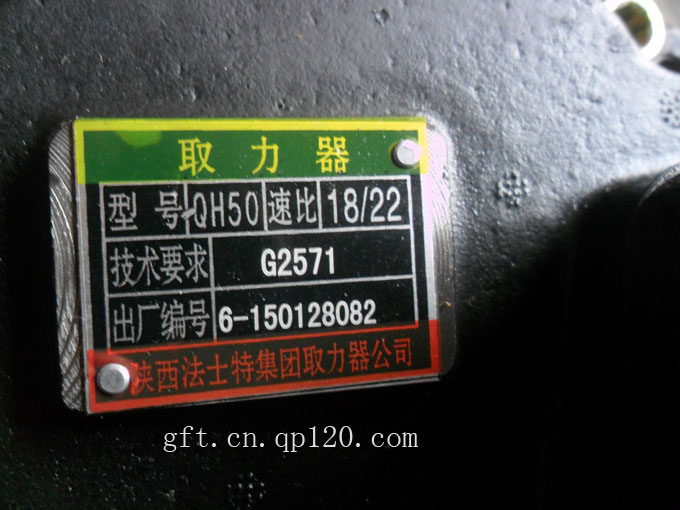 取力器
型号 QH50 速比 18/22
技术要求 G2571
出厂编号 6-150128082
陕西法士特集团取力器公司
gft.cn.qp120.com